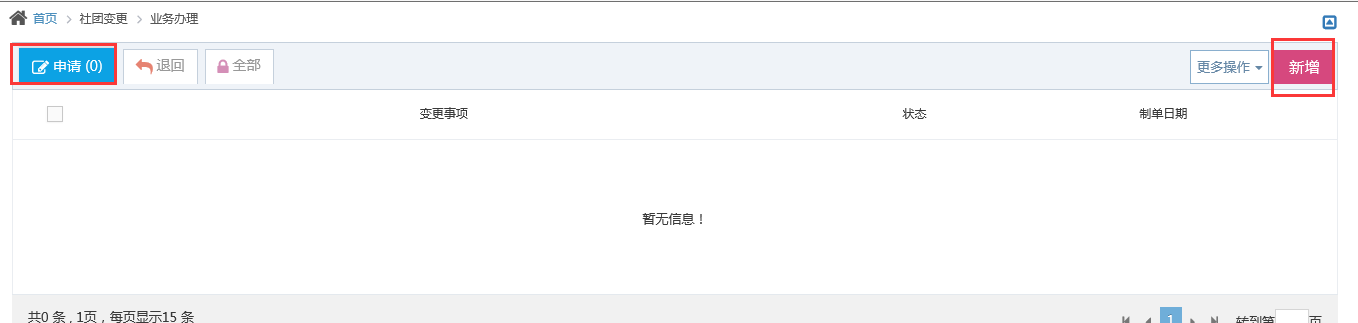 首页 > 社团变更 > 业务办理
申请 (0) 退回 全部 更多操作 新增
变更事项 状态 制单日期
暂无信息！
共0 条 , 1页，每页显示15 条 1 转到第 页